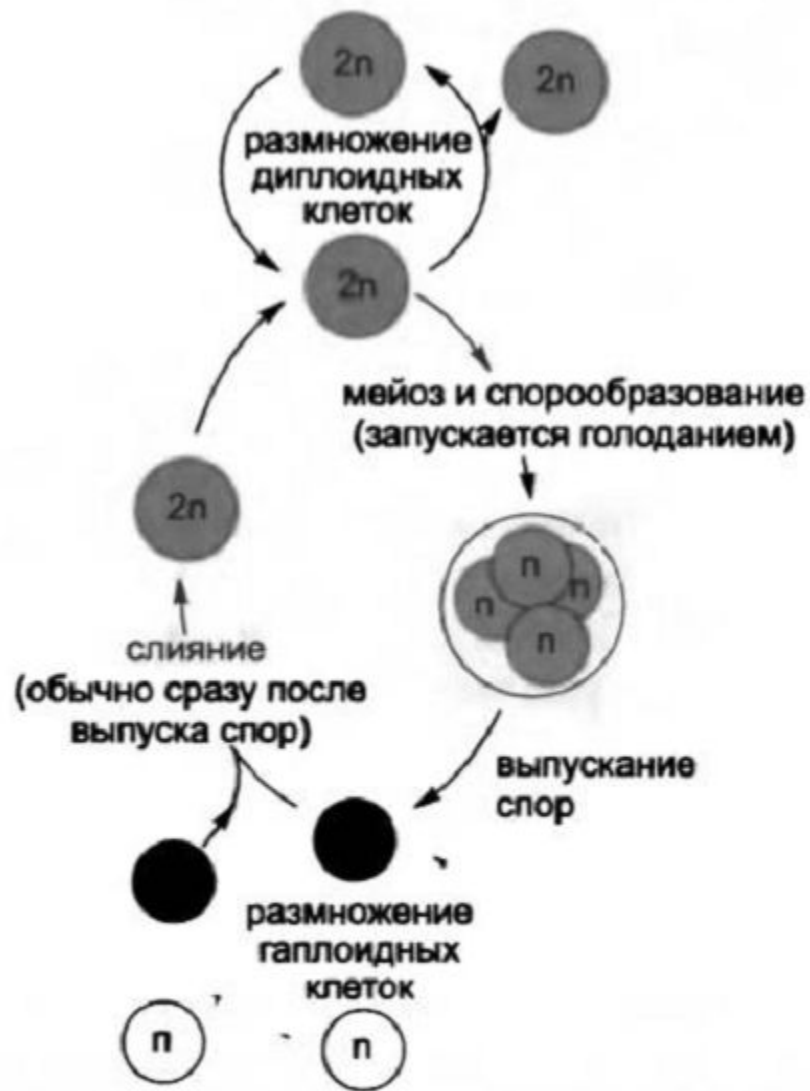 2n
2n
размножение
диплоидных
клеток
2n
мейоз и спорообразование
(запускается голоданием)
2n
n
n
n
n
слияние
(обычно сразу после
выпуска спор)
выпускание
спор
размножение
гаплоидных
клеток
п
n